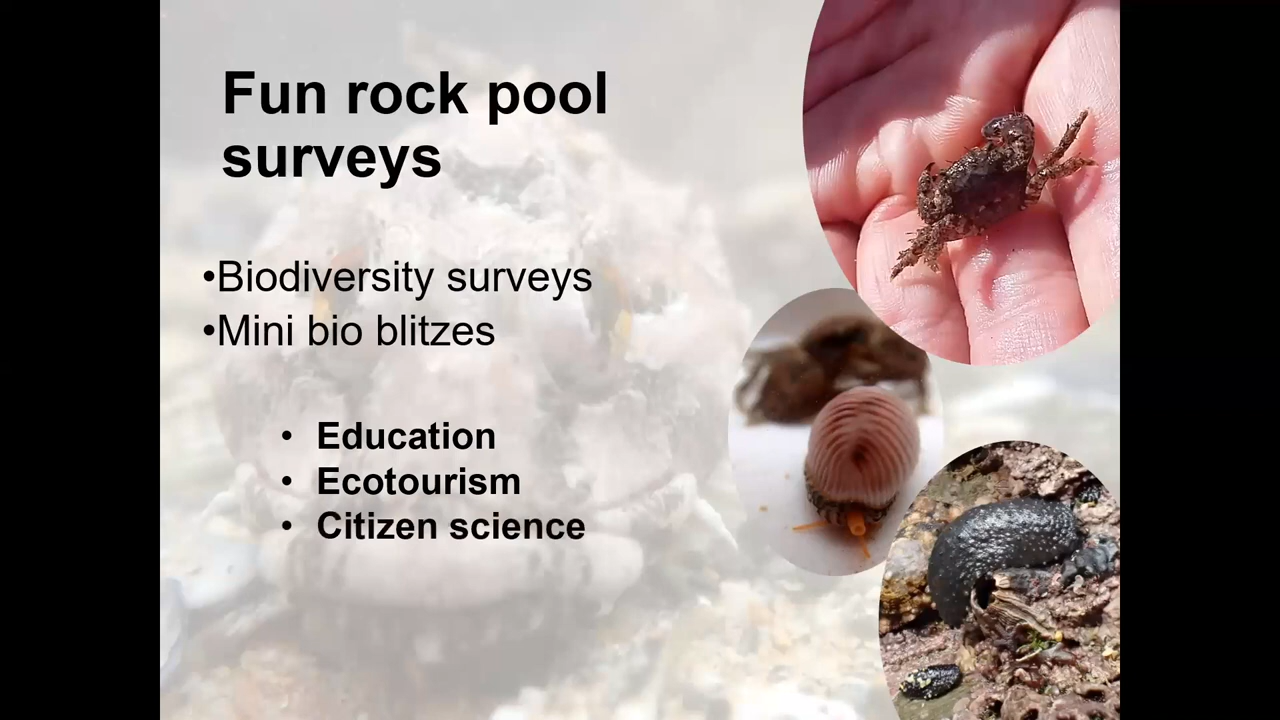 Fun rock pool
surveys
•Biodiversity surveys
•Mini bio blitzes
• Education
• Ecotourism
• Citizen science